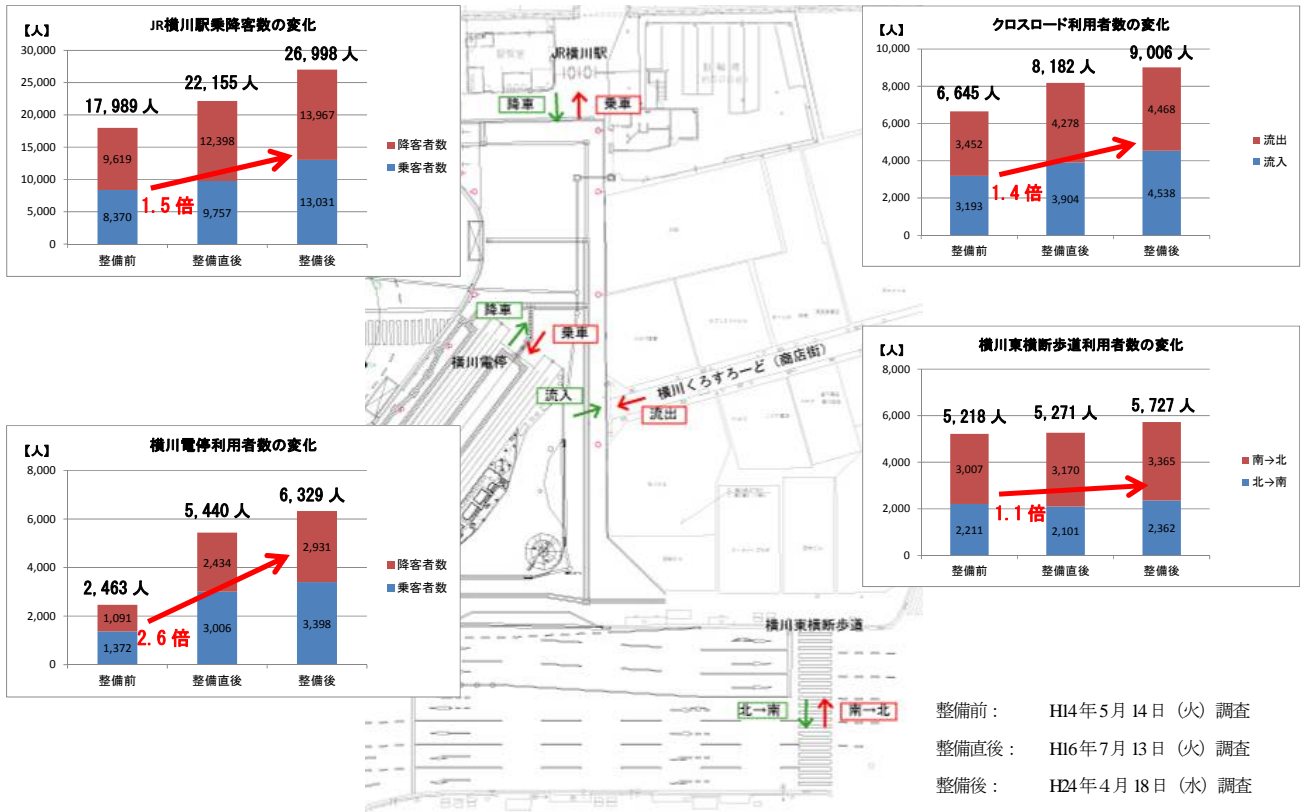 JR横川駅乗降客数の変化
【人】
30,000
25,000
20,000
15,000
10,000
5,000
0
17,989 人
22,155 人
26,998 人
9,619
8,370
12,398
9,757
13,967
13,031
1.5 倍
整備前
整備直後
整備後
降客者数
乗客者数
クロスロード利用者数の変化
【人】
10,000
8,000
6,000
4,000
2,000
0
6,645 人
8,182 人
9,006 人
3,452
3,193
4,278
3,904
4,468
4,538
1.4 倍
整備前
整備直後
整備後
流出
流入
JR横川駅
降車
乗車
降車
乗車
横川電停
流入
流出
横川くろすろーど（商店街）
横川電停利用者数の変化
【人】
8,000
6,000
4,000
2,000
0
2,463 人
5,440 人
6,329 人
1,091
1,372
2,434
3,006
2,931
3,398
2.6 倍
整備前
整備直後
整備後
降客者数
乗客者数
横川東横断歩道利用者数の変化
【人】
8,000
6,000
4,000
2,000
0
5,218 人
5,271 人
5,727 人
3,007
2,211
3,170
2,101
3,365
2,362
1.1 倍
整備前
整備直後
整備後
南→北
北→南
横川東横断歩道
北→南
南→北
整備前： H14年5月14日（火）調査
整備直後： H16年7月13日（火）調査
整備後： H24年4月18日（水）調査